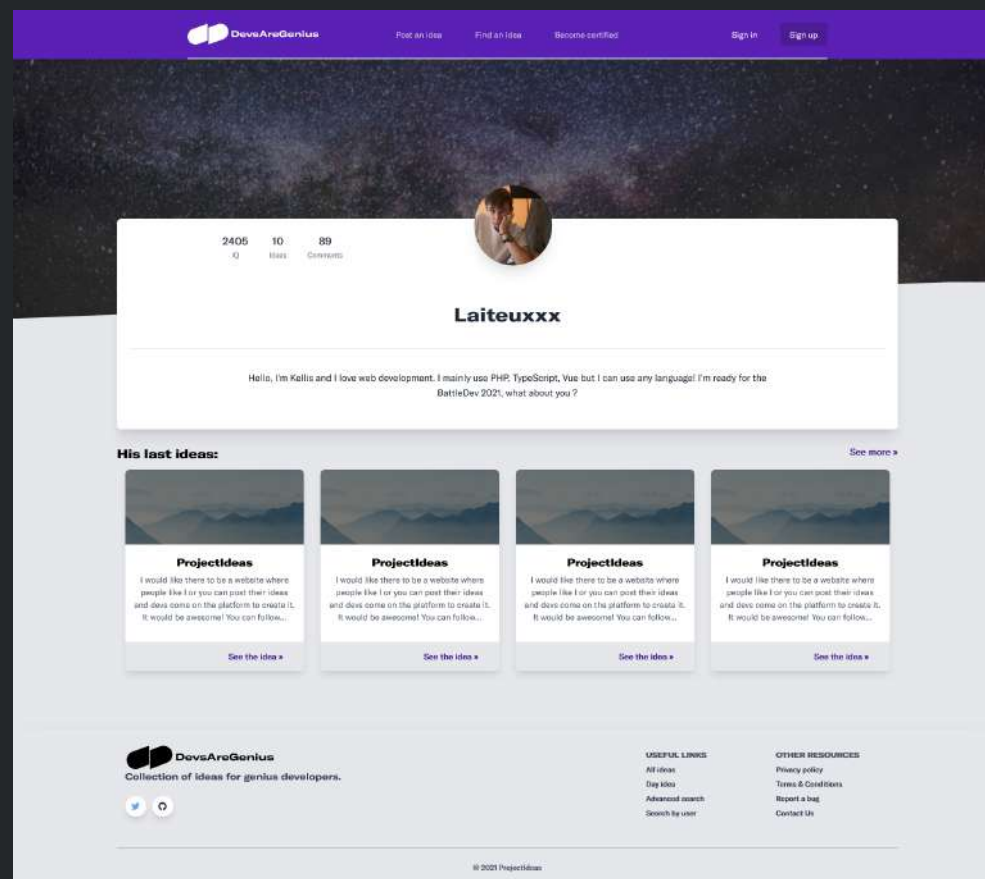 DevsAreGenius
Post an idea
Find an idea
Become certified
Sign in
Sign up
2405
10
89
IQ
Ideas
Comments
Laiteuxxx
Hello, I'm Kellis and I love web development. I mainly use PHP, TypeScript, Vue but I can use any language! I'm ready for the
BattleDev 2021, what about you ?
His last ideas:
See more »
ProjectIdeas
I would like there to be a website where
people like I or you can post their ideas
and devs come on the platform to create it.
It would be awesome! You can follow...
See the idea »
ProjectIdeas
I would like there to be a website where
people like I or you can post their ideas
and devs come on the platform to create it.
It would be awesome! You can follow...
See the idea »
ProjectIdeas
I would like there to be a website where
people like I or you can post their ideas
and devs come on the platform to create it.
It would be awesome! You can follow...
See the idea »
ProjectIdeas
I would like there to be a website where
people like I or you can post their ideas
and devs come on the platform to create it.
It would be awesome! You can follow...
See the idea »
DevsAreGenius
Collection of ideas for genius developers.
USEFUL LINKS
All ideas
Day idea
Advanced search
Search by user
OTHER RESOURCES
Privacy policy
Terms & Conditions
Report a bug
Contact Us
© 2021 ProjectIdeas